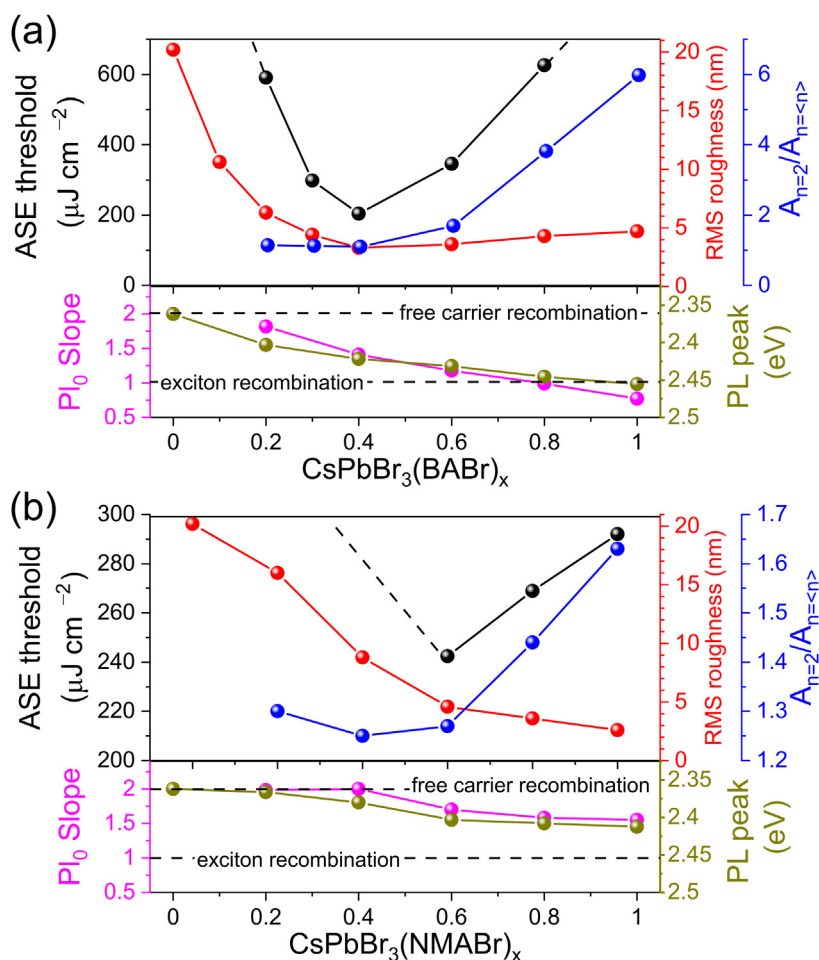 (a)
ASE threshold
(μJ cm −2)
600
400
200
0
20
15
10
5
0
RMS roughness (nm)
6
4
2
0
An=2/An=<n>
PI0 Slope
2
1.5
1
0.5
free carrier recombination
exciton recombination
2.35
2.4
2.45
2.5
PL peak
(eV)
0 0.2 0.4 0.6 0.8 1
CsPbBr3(BABr)x
(b)
ASE threshold
(μJ cm −2)
300
280
260
240
220
200
20
15
10
5
0
RMS roughness (nm)
1.7
1.6
1.5
1.4
1.3
1.2
An=2/An=<n>
PI0 Slope
2
1.5
1
0.5
free carrier recombination
exciton recombination
2.35
2.4
2.45
2.5
PL peak
(eV)
0 0.2 0.4 0.6 0.8 1
CsPbBr3(NMABr)x